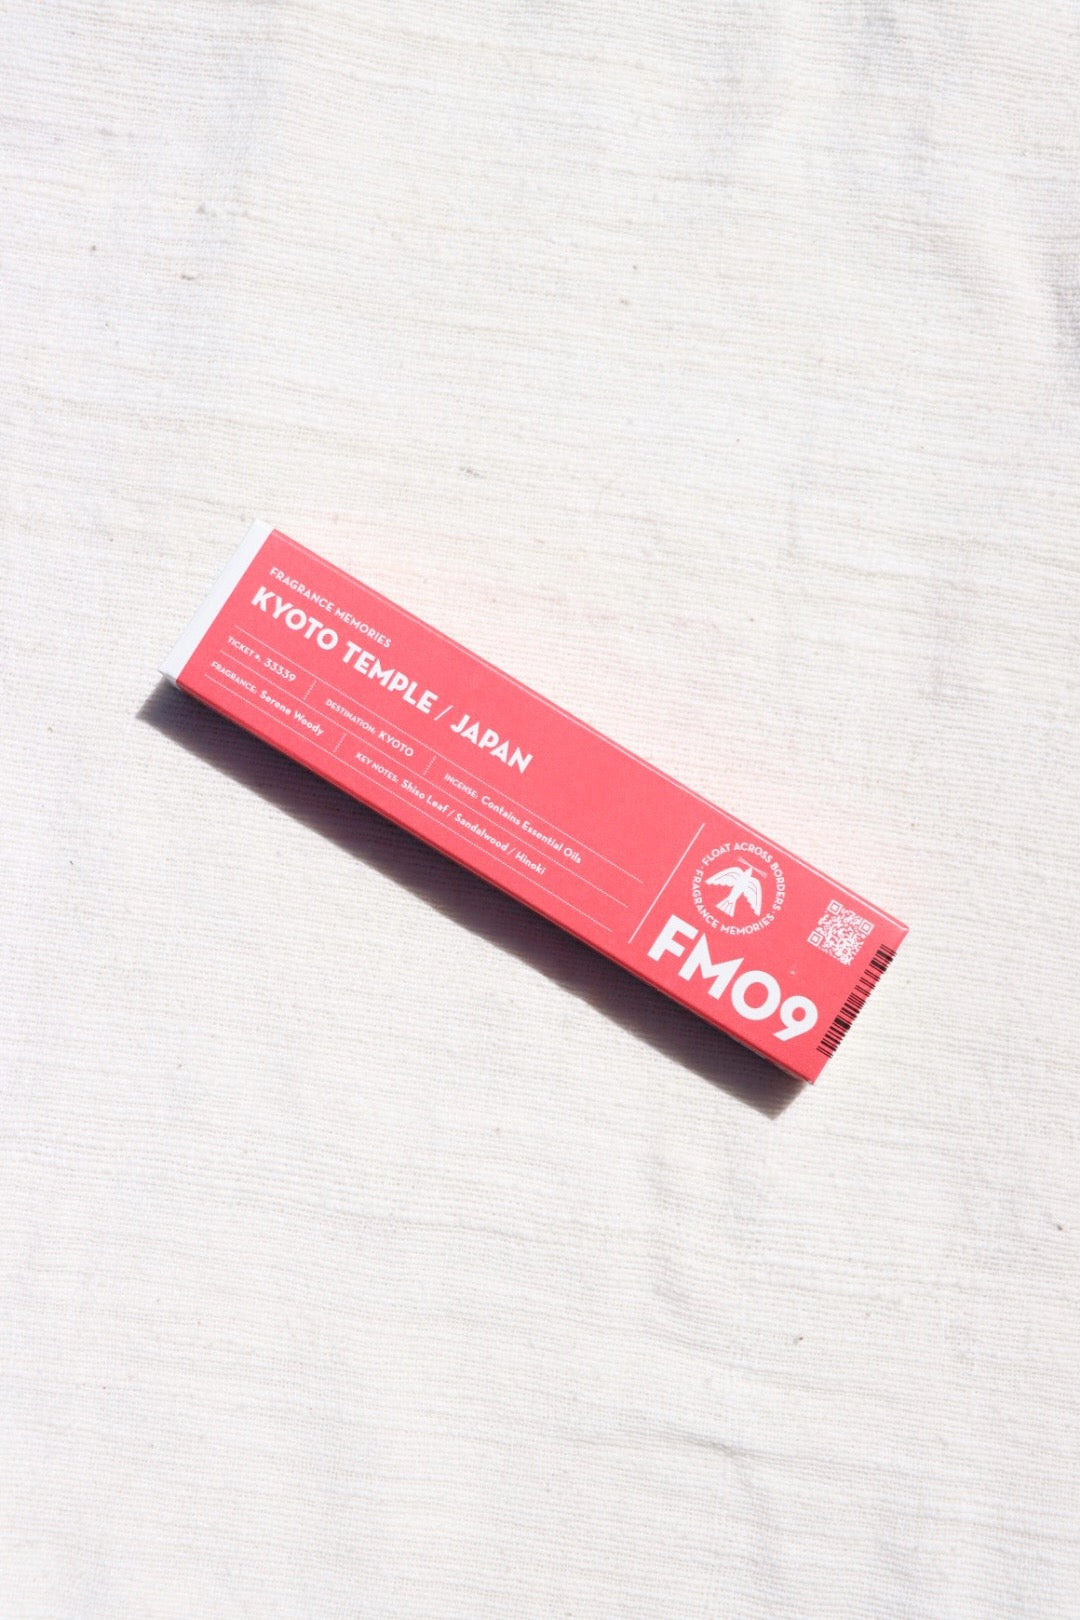 FRAGRANCE MEMORIES
KYOTO TEMPLE / JAPAN
TICKET #. 33339
DESTINATION: KYOTO
INCENSE: Contains Essential Oils
FRAGRANCE: Serene Woody
KEY NOTES: Shiso Leaf / Sandalwood / Hinoki
FLOAT ACROSS BORDERS
FRAGRANCE MEMORIES
FM09